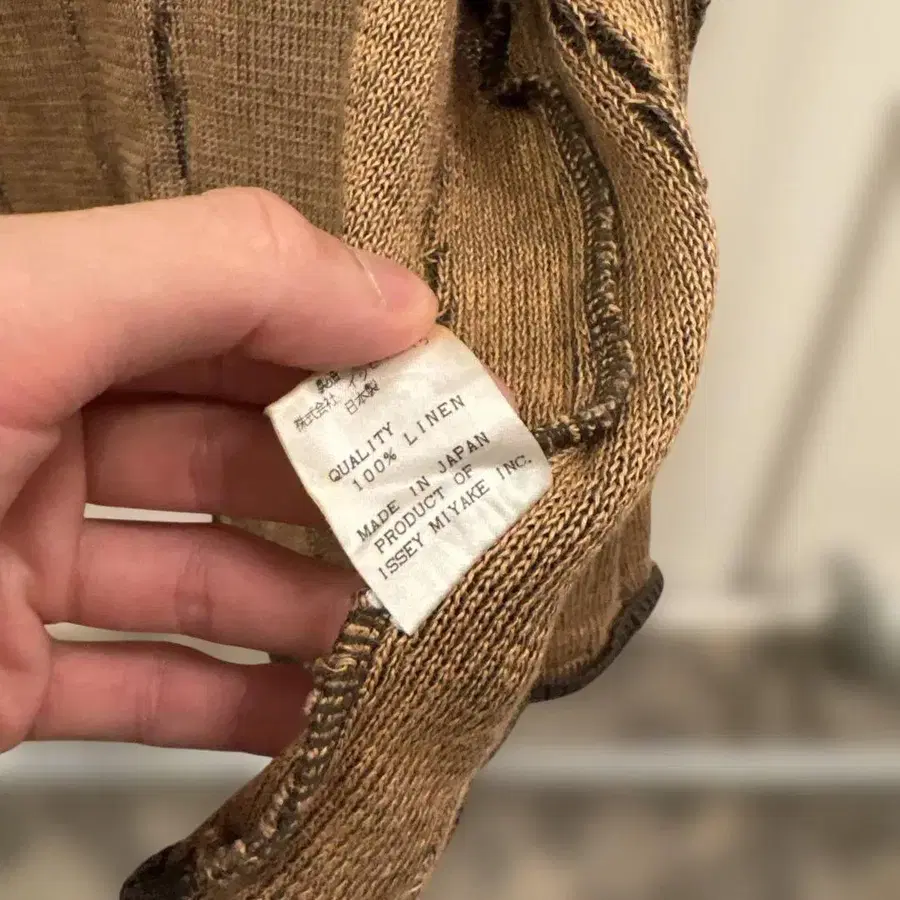 株式会社
日本製
QUALITY
100% LINEN
MADE IN JAPAN
PRODUCT OF
ISSEY MIYAKE INC.